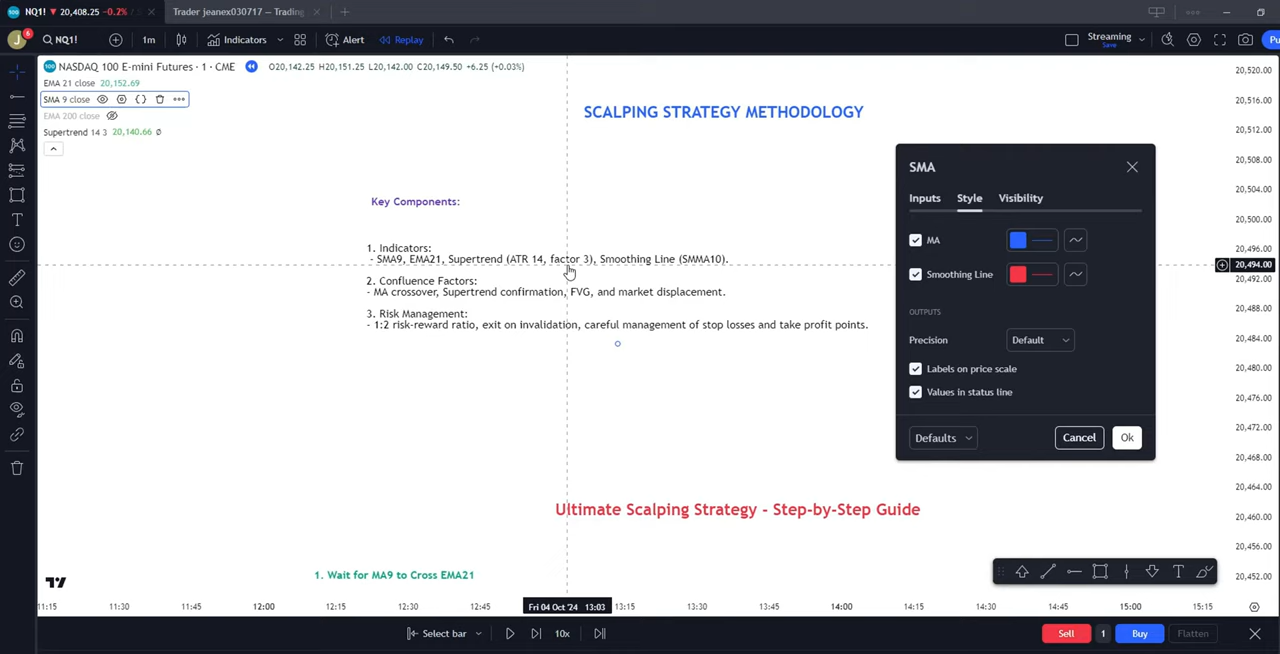 NQ1! 20,408.25 −0.2%
Trader jeanex030717 — Trading
J 6 NQ1! 1m Indicators Alert Replay Streaming Save Pu
100 NASDAQ 100 E-mini Futures · 1 · CME O20,142.25 H20,151.25 L20,142.00 C20,149.50 +6.25 (+0.03%)
EMA 21 close 20,152.69
SMA 9 close
EMA 200 close
Supertrend 14 3 20,140.66 Ø
SCALPING STRATEGY METHODOLOGY
Key Components:
1. Indicators:
- SMA9, EMA21, Supertrend (ATR 14, factor 3), Smoothing Line (SMMA10).
2. Confluence Factors:
- MA crossover, Supertrend confirmation, FVG, and market displacement.
3. Risk Management:
- 1:2 risk-reward ratio, exit on invalidation, careful management of stop losses and take profit points.
SMA
Inputs Style Visibility
MA
Smoothing Line
OUTPUTS
Precision Default
Labels on price scale
Values in status line
Defaults Cancel Ok
Ultimate Scalping Strategy - Step-by-Step Guide
1. Wait for MA9 to Cross EMA21
20,520.00
20,516.00
20,512.00
20,508.00
20,504.00
20,500.00
20,496.00
20,494.00
20,492.00
20,488.00
20,484.00
20,480.00
20,476.00
20,472.00
20,468.00
20,464.00
20,460.00
20,456.00
20,452.00
11:15 11:30 11:45 12:00 12:15 12:30 12:45 Fri 04 Oct '24 13:03 13:15 13:30 13:45 14:00 14:15 14:30 14:45 15:00 15:15
Select bar 10x Sell 1 Buy Flatten